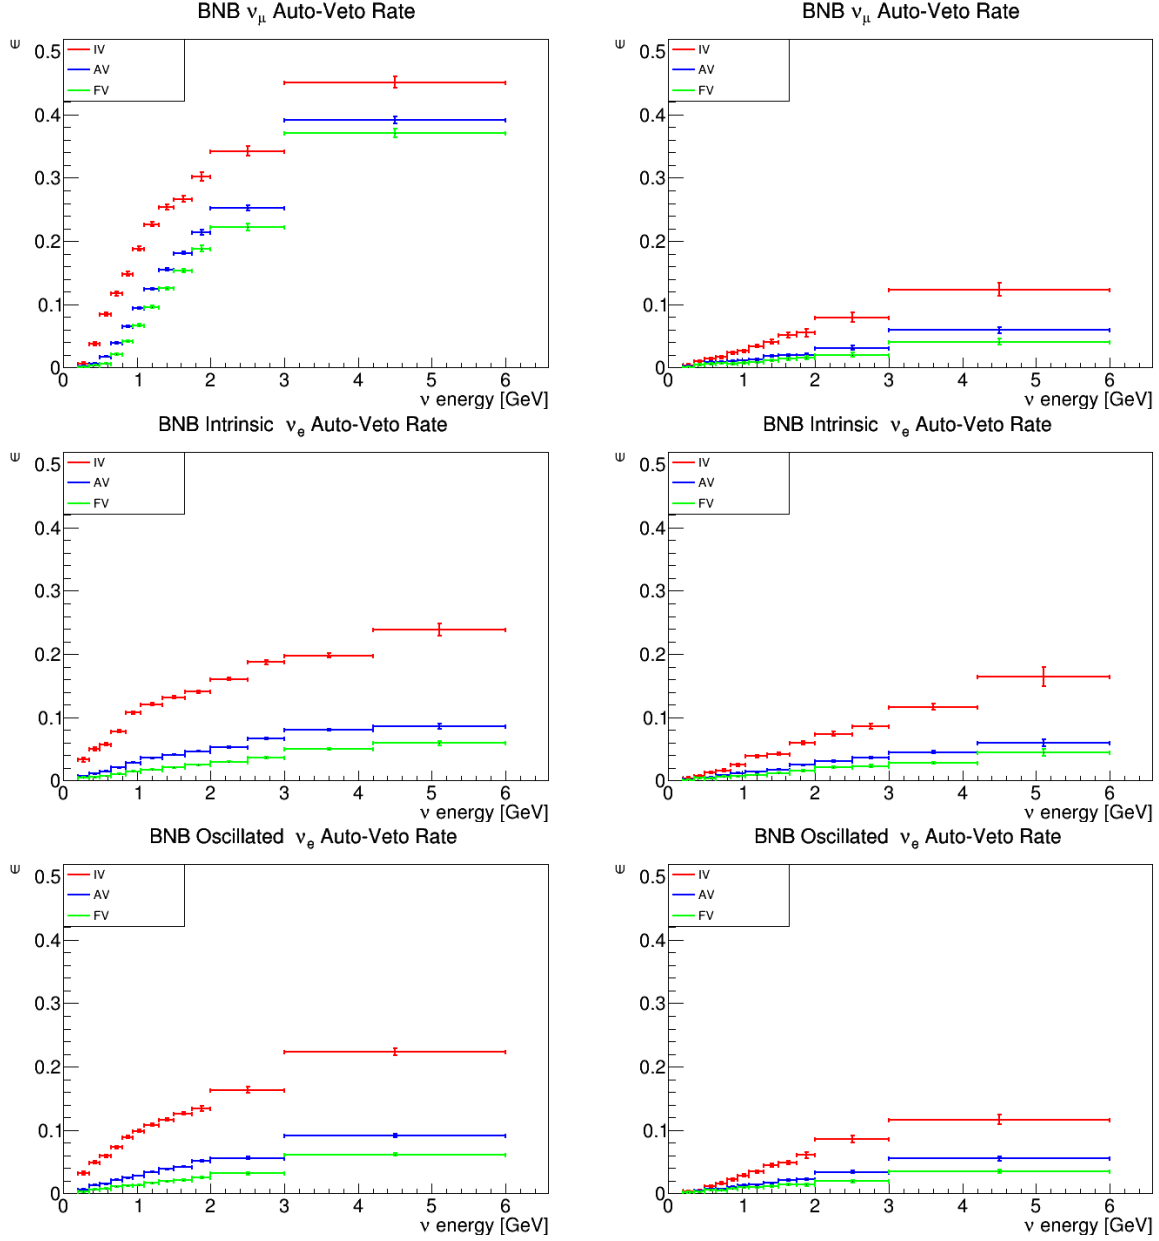 BNB νμ Auto-Veto Rate
∈
0.5
IV
AV
FV
0.4
0.3
0.2
0.1
0
0 1 2 3 4 5 6
ν energy [GeV]
BNB νμ Auto-Veto Rate
∈
0.5
IV
AV
FV
0.4
0.3
0.2
0.1
0
0 1 2 3 4 5 6
ν energy [GeV]
BNB Intrinsic νe Auto-Veto Rate
∈
0.5
IV
AV
FV
0.4
0.3
0.2
0.1
0
0 1 2 3 4 5 6
ν energy [GeV]
BNB Intrinsic νe Auto-Veto Rate
∈
0.5
IV
AV
FV
0.4
0.3
0.2
0.1
0
0 1 2 3 4 5 6
ν energy [GeV]
BNB Oscillated νe Auto-Veto Rate
∈
0.5
IV
AV
FV
0.4
0.3
0.2
0.1
0
0 1 2 3 4 5 6
ν energy [GeV]
BNB Oscillated νe Auto-Veto Rate
∈
0.5
IV
AV
FV
0.4
0.3
0.2
0.1
0
0 1 2 3 4 5 6
ν energy [GeV]